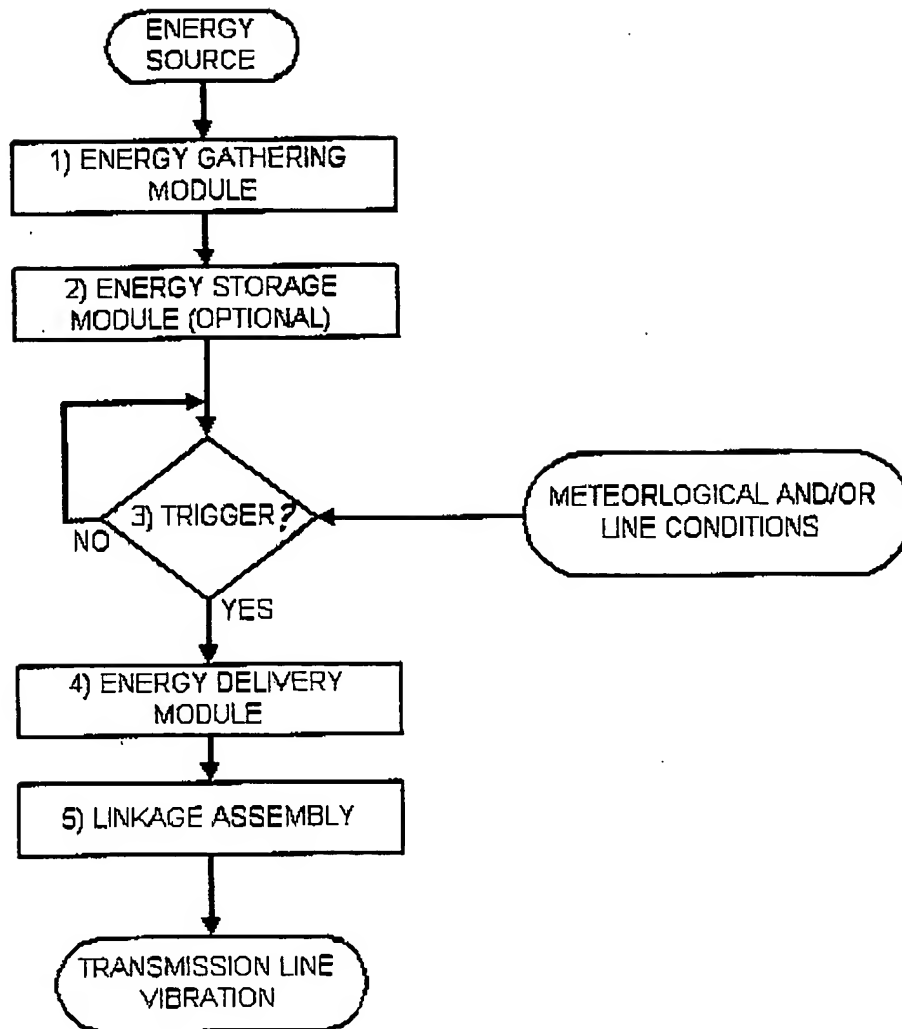 ENERGY
SOURCE
1) ENERGY GATHERING
MODULE
2) ENERGY STORAGE
MODULE (OPTIONAL)
3) TRIGGER?
NO
METEORLOGICAL AND/OR
LINE CONDITIONS
YES
4) ENERGY DELIVERY
MODULE
5) LINKAGE ASSEMBLY
TRANSMISSION LINE
VIBRATION